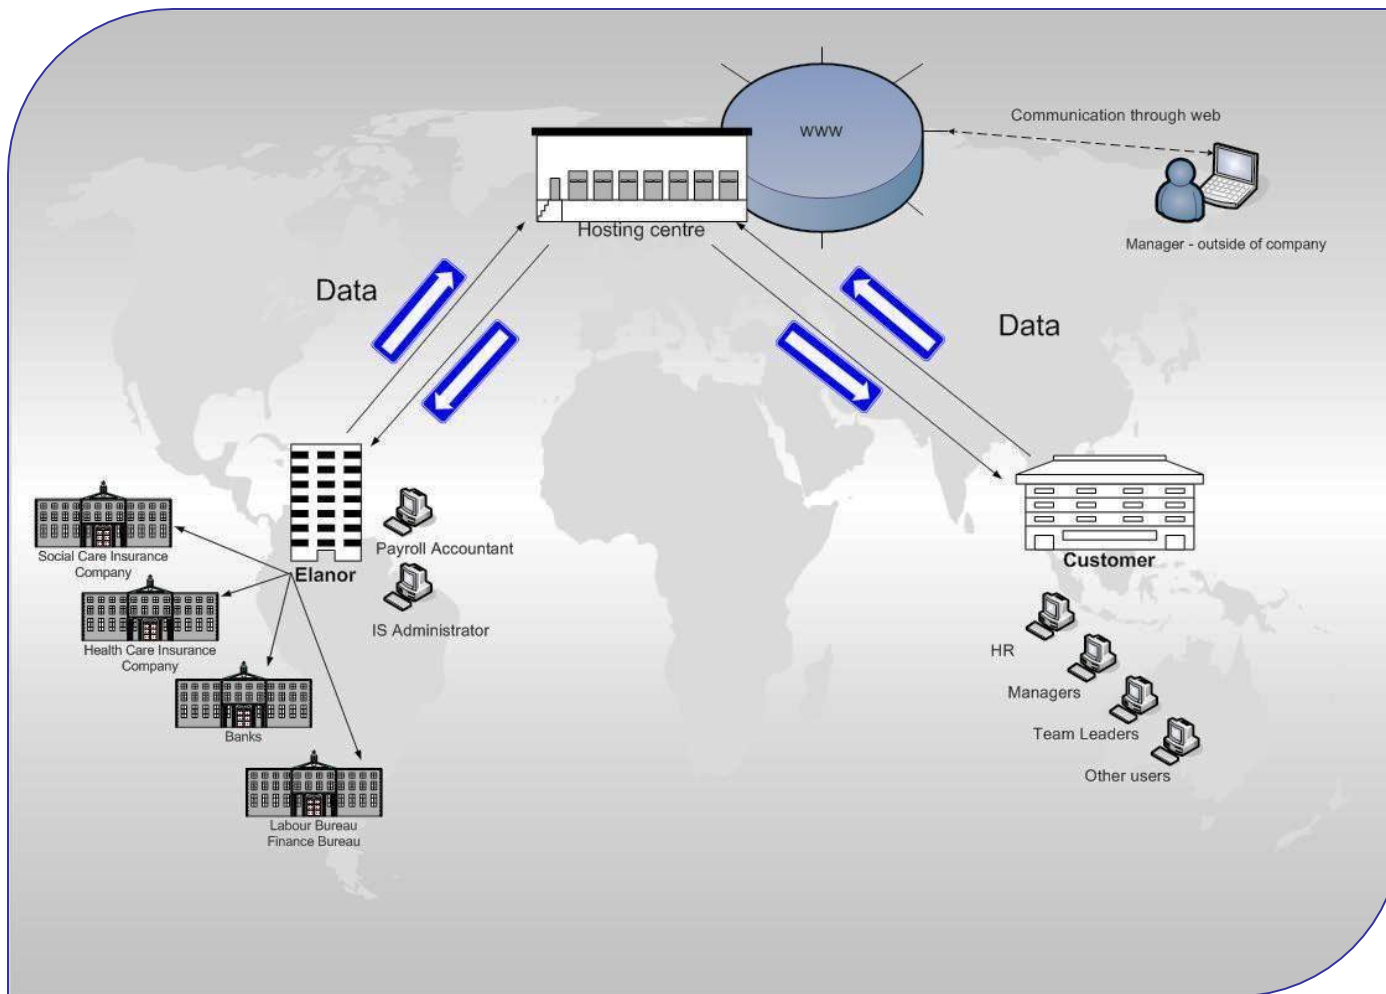 WWW
Communication through web
Manager - outside of company
Hosting centre
Data
Data
Elanor
Payroll Accountant
IS Administrator
Social Care Insurance
Company
Health Care Insurance
Company
Banks
Labour Bureau
Finance Bureau
Customer
HR
Managers
Team Leaders
Other users